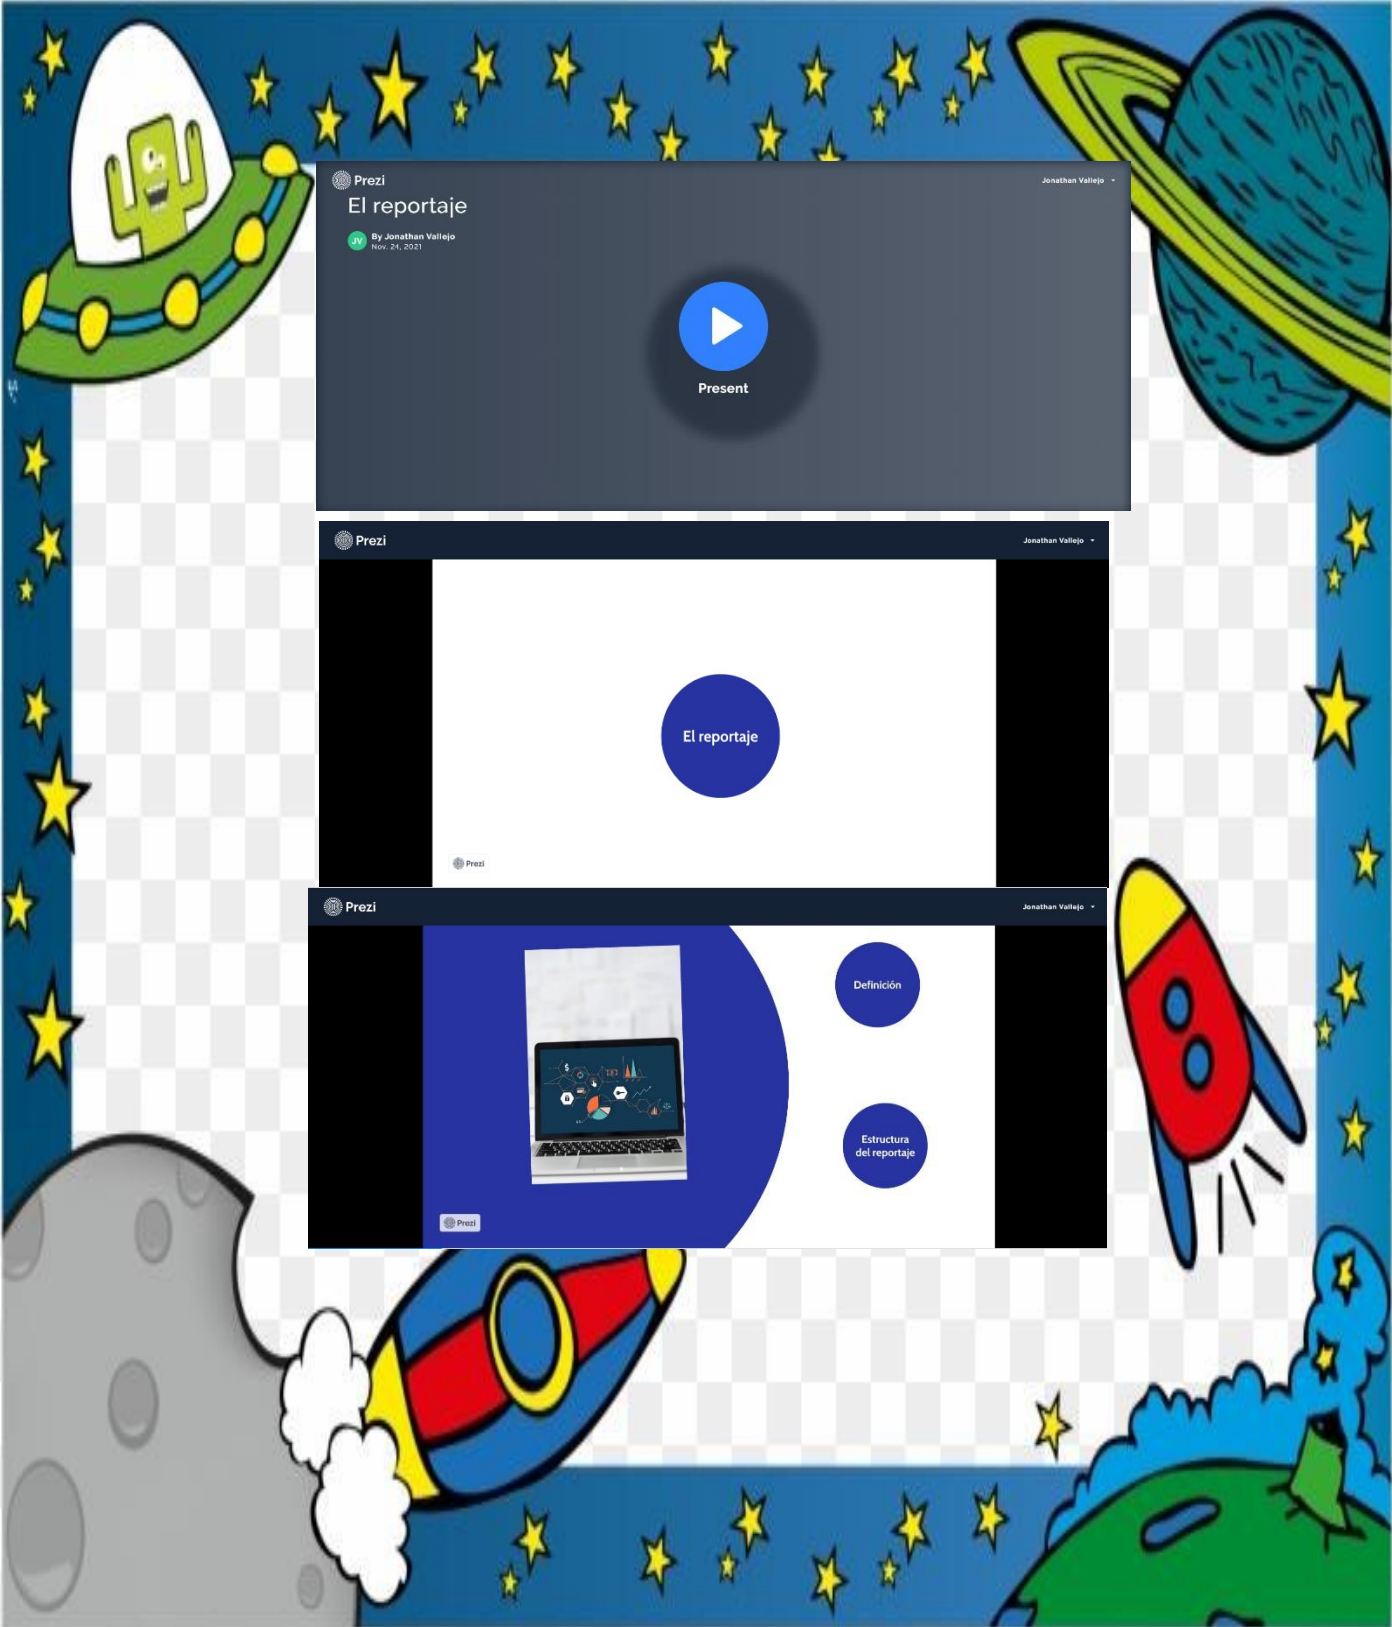 Prezi
Jonathan Vallejo
El reportaje
JV
By Jonathan Vallejo
Nov. 24, 2021
Present
Prezi
Jonathan Vallejo
El reportaje
Prezi
Prezi
Jonathan Vallejo
Definición
Estructura
del reportaje
Prezi